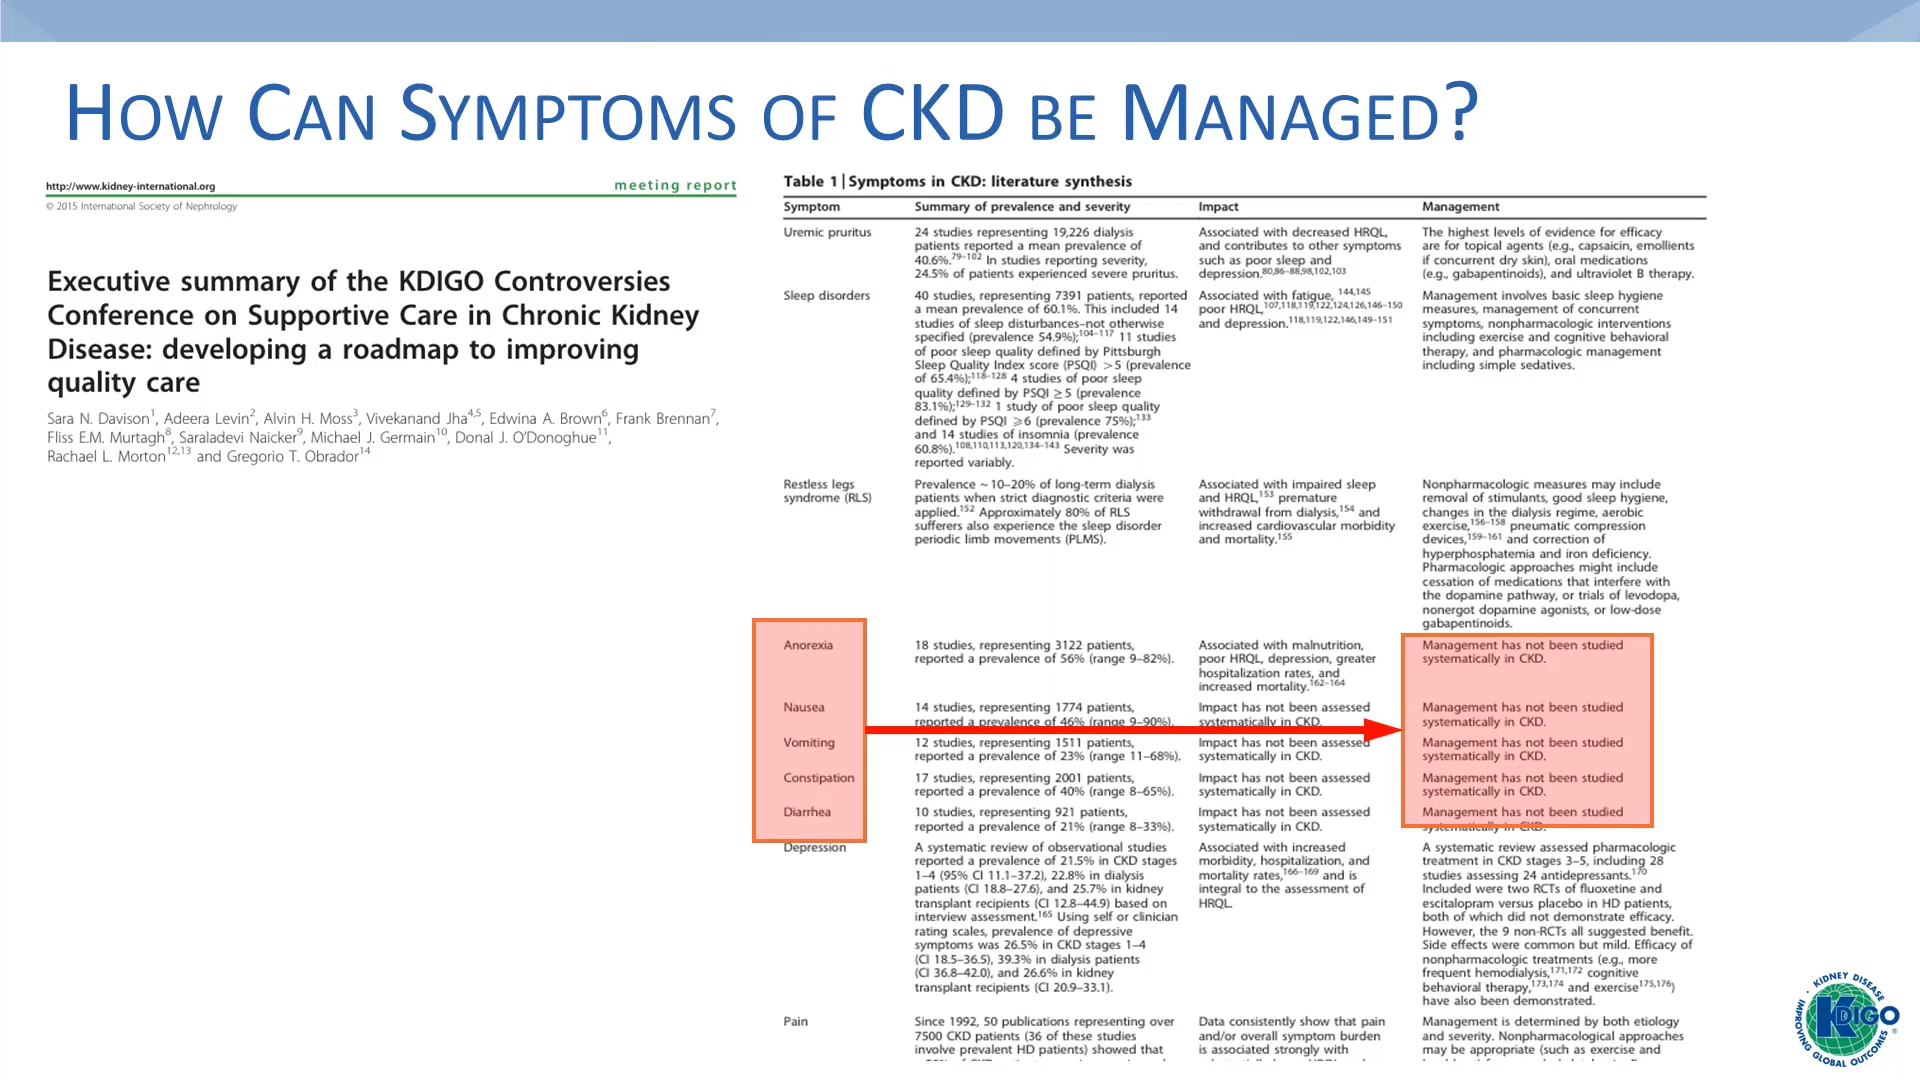 HOW CAN SYMPTOMS OF CKD BE MANAGED?
http://www.kidney-international.org
meeting report
© 2015 International Society of Nephrology
Executive summary of the KDIGO Controversies
Conference on Supportive Care in Chronic Kidney
Disease: developing a roadmap to improving
quality care
Sara N. Davison1, Adeera Levin2, Alvin H. Moss3, Vivekanand Jha4,5, Edwina A. Brown6, Frank Brennan7,
Fliss E.M. Murtagh8, Saraladevi Naicker9, Michael J. Germain10, Donal J. O'Donoghue11,
Rachael L. Morton12,13 and Gregorio T. Obrador14
Table 1 | Symptoms in CKD: literature synthesis
Symptom
Summary of prevalence and severity
Impact
Management
Uremic pruritus
24 studies representing 19,226 dialysis
patients reported a mean prevalence of
40.6%.79–102 In studies reporting severity,
24.5% of patients experienced severe pruritus.
Associated with decreased HRQL,
and contributes to other symptoms
such as poor sleep and
depression.80,86–88,98,102,103
The highest levels of evidence for efficacy
are for topical agents (e.g., capsaicin, emollients
if concurrent dry skin), oral medications
(e.g., gabapentinoids), and ultraviolet B therapy.
Sleep disorders
40 studies, representing 7391 patients, reported
a mean prevalence of 60.1%. This included 14
studies of sleep disturbances–not otherwise
specified (prevalence 54.9%);104–117 11 studies
of poor sleep quality defined by Pittsburgh
Sleep Quality Index score (PSQI) >5 (prevalence
of 65.4%);118–128 4 studies of poor sleep
quality defined by PSQI ≥5 (prevalence
83.1%);129–132 1 study of poor sleep quality
defined by PSQI ⩾6 (prevalence 75%);133
and 14 studies of insomnia (prevalence
60.8%).108,110,113,120,134–143 Severity was
reported variably.
Associated with fatigue, 144,145
poor HRQL,107,118,119,122,124,126,146–150
and depression.118,119,122,146,149–151
Management involves basic sleep hygiene
measures, management of concurrent
symptoms, nonpharmacologic interventions
including exercise and cognitive behavioral
therapy, and pharmacologic management
including simple sedatives.
Restless legs
syndrome (RLS)
Prevalence ~10–20% of long-term dialysis
patients when strict diagnostic criteria were
applied.152 Approximately 80% of RLS
sufferers also experience the sleep disorder
periodic limb movements (PLMS).
Associated with impaired sleep
and HRQL,153 premature
withdrawal from dialysis,154 and
increased cardiovascular morbidity
and mortality.155
Nonpharmacologic measures may include
removal of stimulants, good sleep hygiene,
changes in the dialysis regime, aerobic
exercise,156–158 pneumatic compression
devices,159–161 and correction of
hyperphosphatemia and iron deficiency.
Pharmacologic approaches might include
cessation of medications that interfere with
the dopamine pathway, or trials of levodopa,
nonergot dopamine agonists, or low-dose
gabapentinoids.
Anorexia
18 studies, representing 3122 patients,
reported a prevalence of 56% (range 9–82%).
Associated with malnutrition,
poor HRQL, depression, greater
hospitalization rates, and
increased mortality.162–164
Management has not been studied
systematically in CKD.
Nausea
14 studies, representing 1774 patients,
reported a prevalence of 46% (range 9–90%).
Impact has not been assessed
systematically in CKD.
Management has not been studied
systematically in CKD.
Vomiting
12 studies, representing 1511 patients,
reported a prevalence of 23% (range 11–68%).
Impact has not been assessed
systematically in CKD.
Management has not been studied
systematically in CKD.
Constipation
17 studies, representing 2001 patients,
reported a prevalence of 40% (range 8–65%).
Impact has not been assessed
systematically in CKD.
Management has not been studied
systematically in CKD.
Diarrhea
10 studies, representing 921 patients,
reported a prevalence of 21% (range 8–33%).
Impact has not been assessed
systematically in CKD.
Management has not been studied
systematically in CKD.
Depression
A systematic review of observational studies
reported a prevalence of 21.5% in CKD stages
1–4 (95% CI 11.1–37.2), 22.8% in dialysis
patients (CI 18.8–27.6), and 25.7% in kidney
transplant recipients (CI 12.8–44.9) based on
interview assessment.165 Using self or clinician
rating scales, prevalence of depressive
symptoms was 26.5% in CKD stages 1–4
(CI 18.5–36.5), 39.3% in dialysis patients
(CI 36.8–42.0), and 26.6% in kidney
transplant recipients (CI 20.9–33.1).
Associated with increased
morbidity, hospitalization, and
mortality rates,166–169 and is
integral to the assessment of
HRQL.
A systematic review assessed pharmacologic
treatment in CKD stages 3–5, including 28
studies assessing 24 antidepressants.170
Included were two RCTs of fluoxetine and
escitalopram versus placebo in HD patients,
both of which did not demonstrate efficacy.
However, the 9 non-RCTs all suggested benefit.
Side effects were common but mild. Efficacy of
nonpharmacologic treatments (e.g., more
frequent hemodialysis,171,172 cognitive
behavioral therapy,173,174 and exercise175,176)
have also been demonstrated.
Pain
Since 1992, 50 publications representing over
7500 CKD patients (36 of these studies
involve prevalent HD patients) showed that
Data consistently show that pain
and/or overall symptom burden
is associated strongly with
Management is determined by both etiology
and severity. Nonpharmacological approaches
may be appropriate (such as exercise and
KIDNEY DISEASE
KDIGO
IMPROVING GLOBAL OUTCOMES